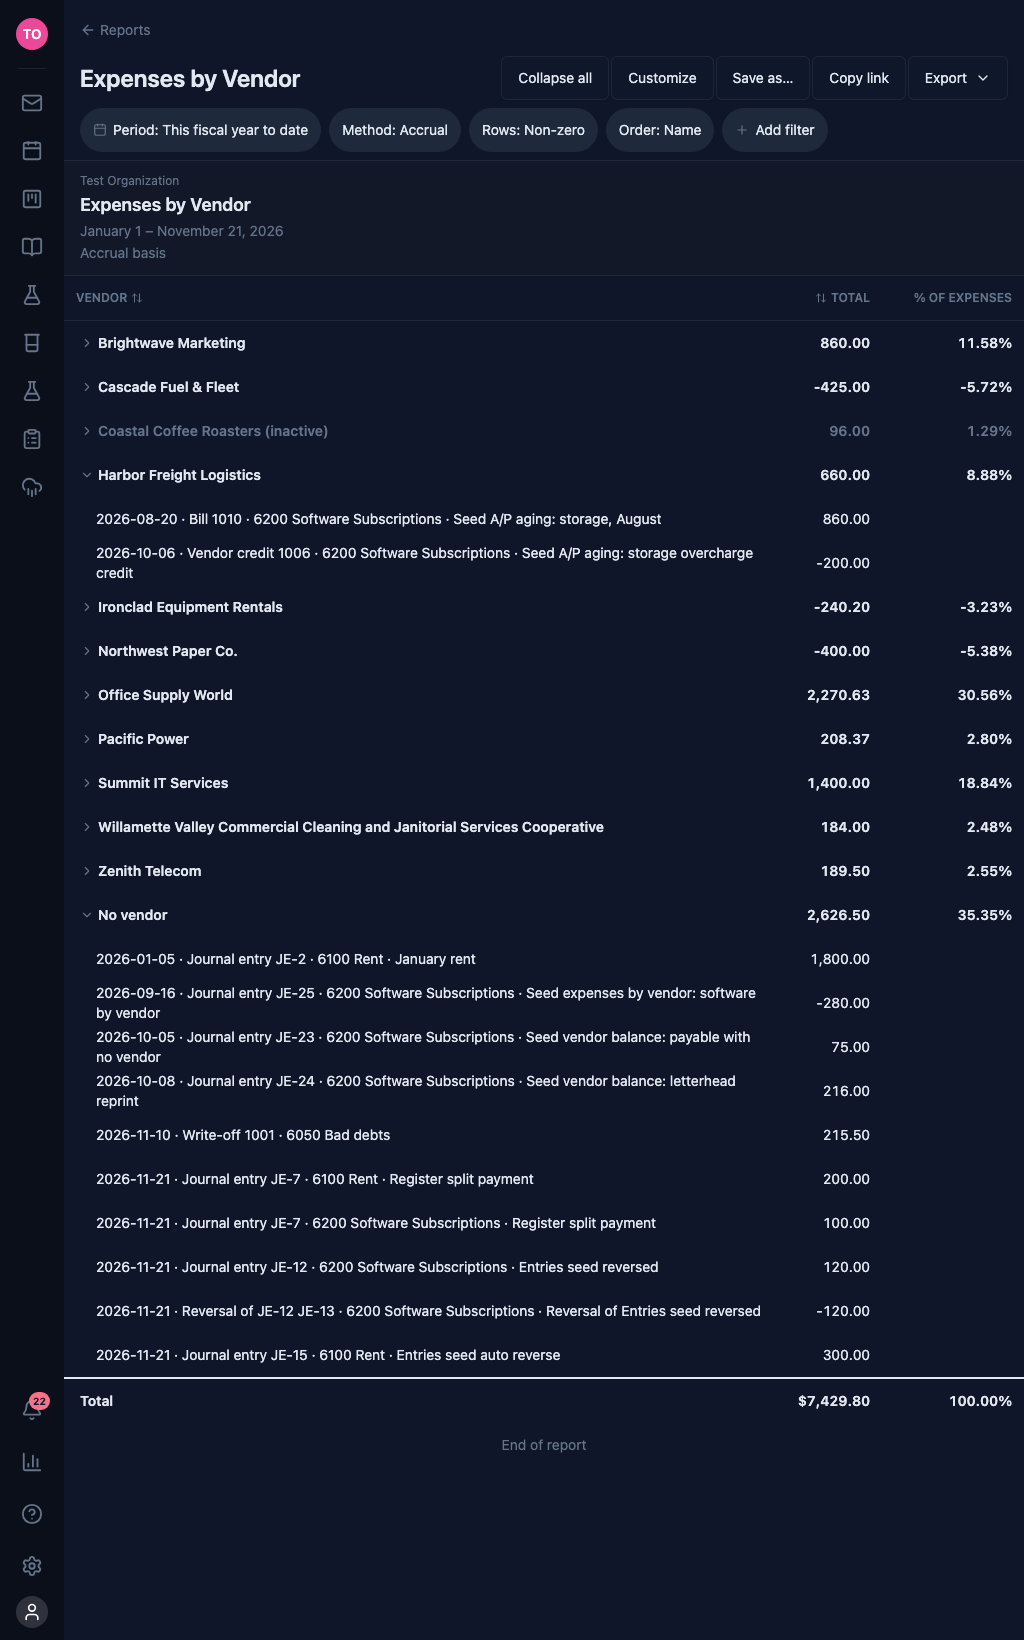 TO
Reports
Expenses by Vendor
Collapse all
Customize
Save as...
Copy link
Export
Period: This fiscal year to date
Method: Accrual
Rows: Non-zero
Order: Name
Add filter
Test Organization
Expenses by Vendor
January 1 – November 21, 2026
Accrual basis
VENDOR TOTAL % OF EXPENSES
Brightwave Marketing 860.00 11.58%
Cascade Fuel & Fleet -425.00 -5.72%
Coastal Coffee Roasters (inactive) 96.00 1.29%
Harbor Freight Logistics 660.00 8.88%
2026-08-20 · Bill 1010 · 6200 Software Subscriptions · Seed A/P aging: storage, August 860.00
2026-10-06 · Vendor credit 1006 · 6200 Software Subscriptions · Seed A/P aging: storage overcharge
credit -200.00
Ironclad Equipment Rentals -240.20 -3.23%
Northwest Paper Co. -400.00 -5.38%
Office Supply World 2,270.63 30.56%
Pacific Power 208.37 2.80%
Summit IT Services 1,400.00 18.84%
Willamette Valley Commercial Cleaning and Janitorial Services Cooperative 184.00 2.48%
Zenith Telecom 189.50 2.55%
No vendor 2,626.50 35.35%
2026-01-05 · Journal entry JE-2 · 6100 Rent · January rent 1,800.00
2026-09-16 · Journal entry JE-25 · 6200 Software Subscriptions · Seed expenses by vendor: software
by vendor -280.00
2026-10-05 · Journal entry JE-23 · 6200 Software Subscriptions · Seed vendor balance: payable with
no vendor 75.00
2026-10-08 · Journal entry JE-24 · 6200 Software Subscriptions · Seed vendor balance: letterhead
reprint 216.00
2026-11-10 · Write-off 1001 · 6050 Bad debts 215.50
2026-11-21 · Journal entry JE-7 · 6100 Rent · Register split payment 200.00
2026-11-21 · Journal entry JE-7 · 6200 Software Subscriptions · Register split payment 100.00
2026-11-21 · Journal entry JE-12 · 6200 Software Subscriptions · Entries seed reversed 120.00
2026-11-21 · Reversal of JE-12 JE-13 · 6200 Software Subscriptions · Reversal of Entries seed reversed -120.00
2026-11-21 · Journal entry JE-15 · 6100 Rent · Entries seed auto reverse 300.00
Total $7,429.80 100.00%
End of report
22